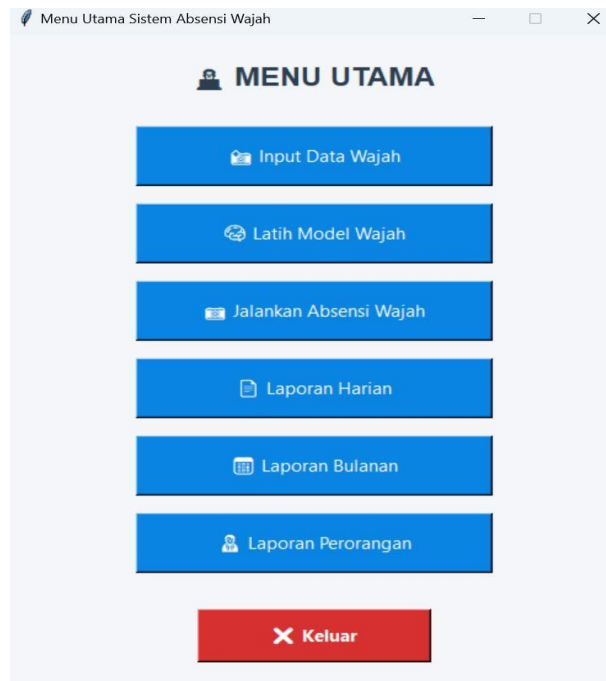 Menu Utama Sistem Absensi Wajah
MENU UTAMA
Input Data Wajah
Latih Model Wajah
Jalankan Absensi Wajah
Laporan Harian
Laporan Bulanan
Laporan Perorangan
Keluar